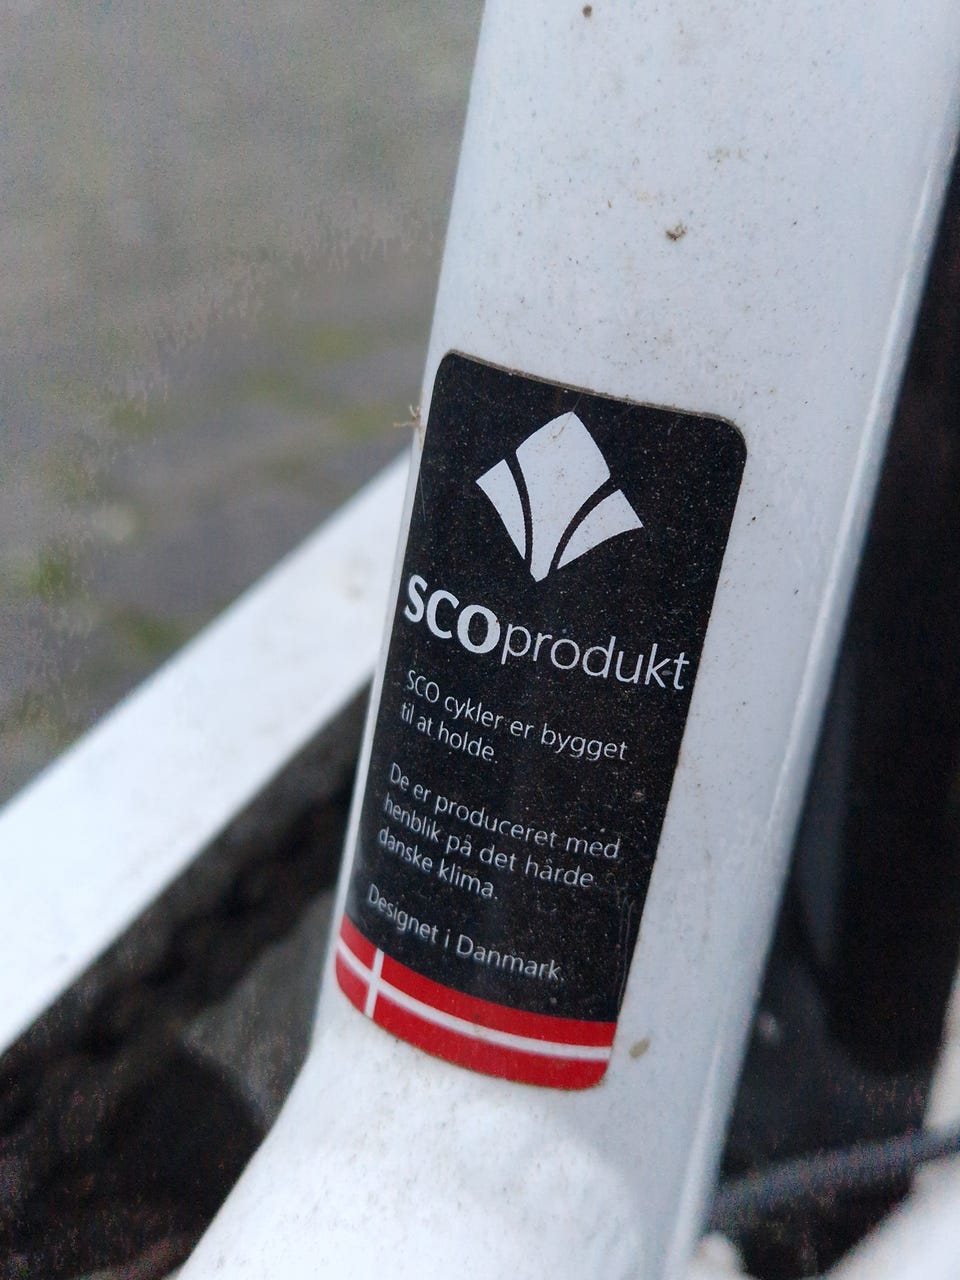 SCOprodukt
SCO cykler er bygget
til at holde.
De er produceret med
henblik på det hårde
danske klima.
Designet i Danmark.